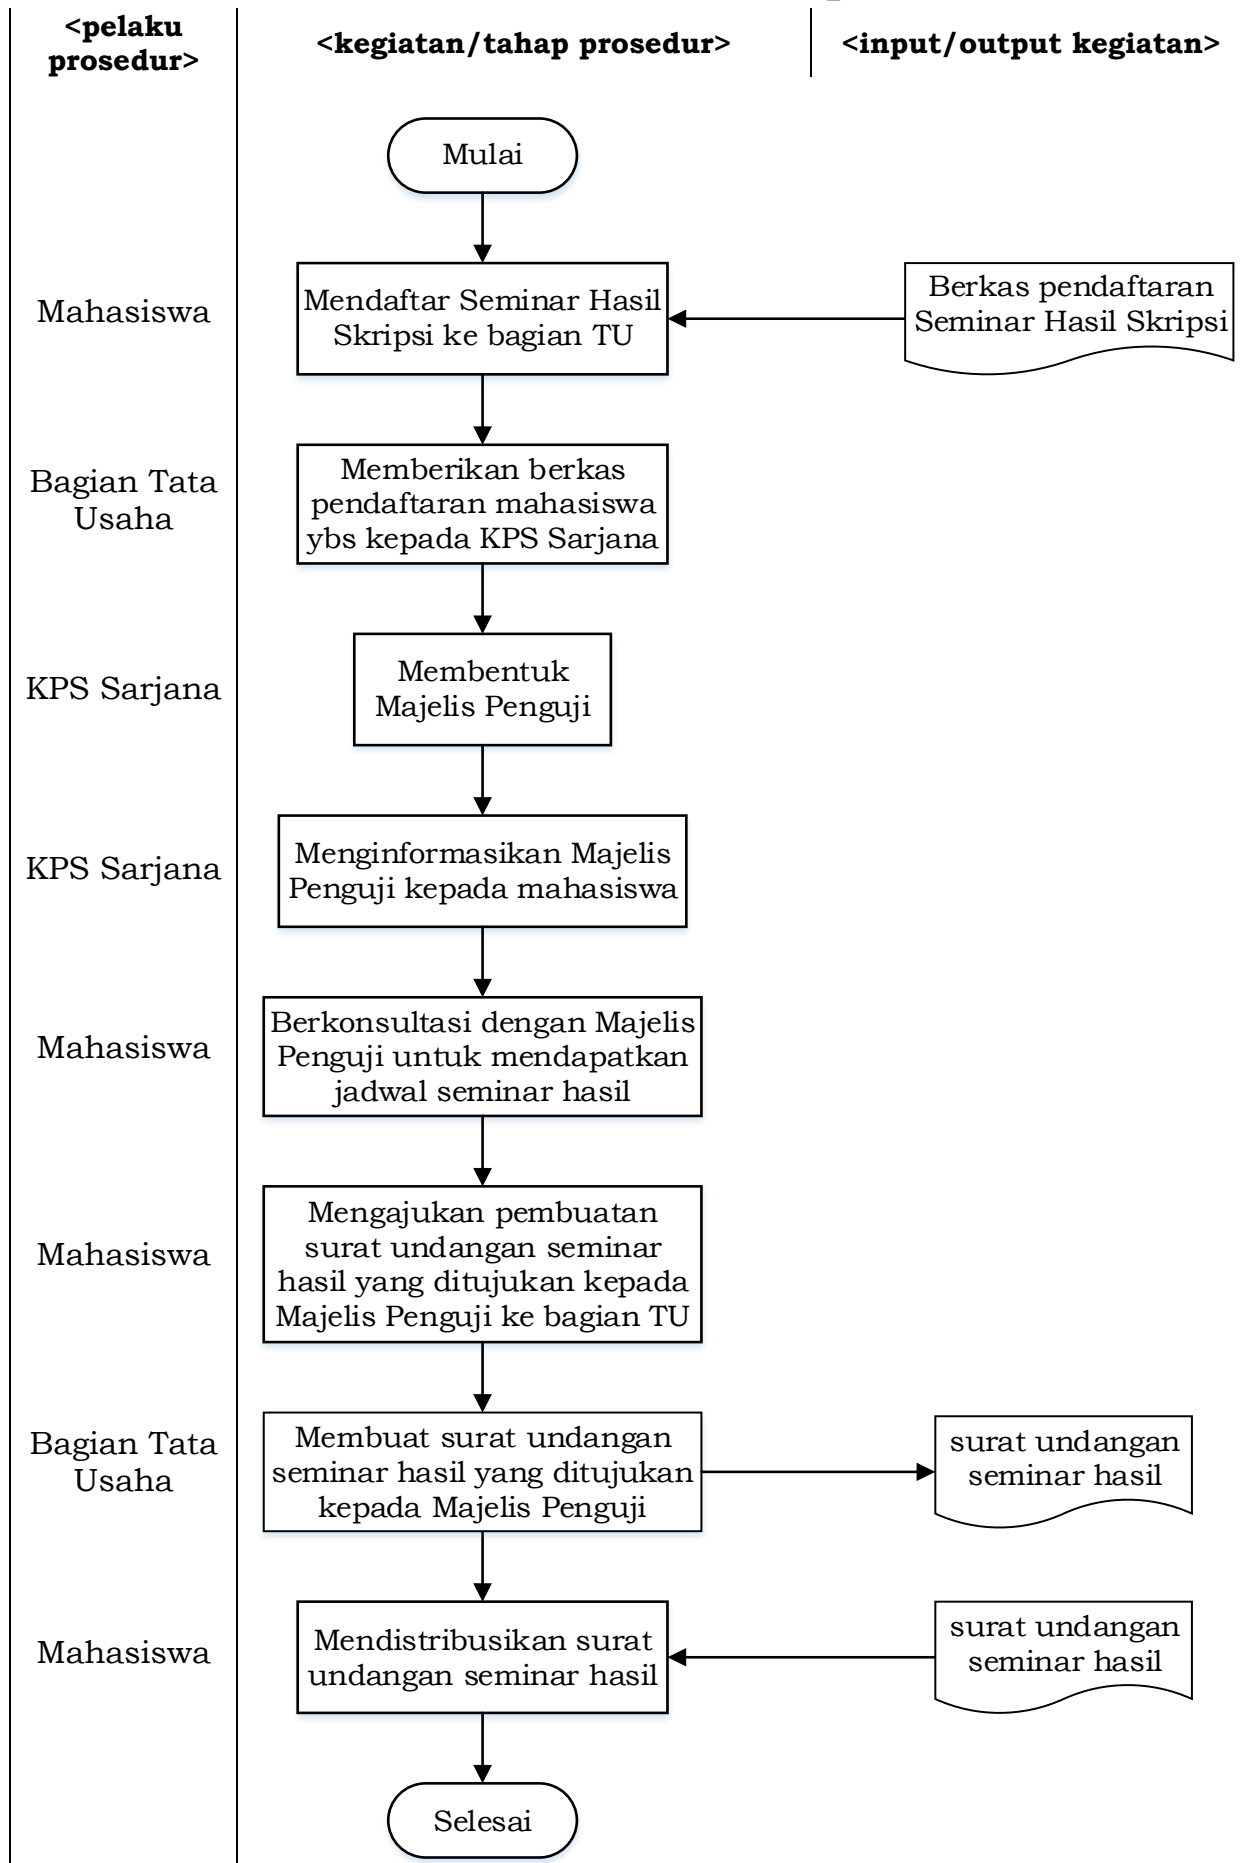 <pelaku
prosedur>
<kegiatan/tahap prosedur>
<input/output kegiatan>
Mulai
Mahasiswa
Mendaftar Seminar Hasil
Skripsi ke bagian TU
Berkas pendaftaran
Seminar Hasil Skripsi
Bagian Tata
Usaha
Memberikan berkas
pendaftaran mahasiswa
ybs kepada KPS Sarjana
KPS Sarjana
Membentuk
Majelis Penguji
KPS Sarjana
Menginformasikan Majelis
Penguji kepada mahasiswa
Mahasiswa
Berkonsultasi dengan Majelis
Penguji untuk mendapatkan
jadwal seminar hasil
Mahasiswa
Mengajukan pembuatan
surat undangan seminar
hasil yang ditujukan kepada
Majelis Penguji ke bagian TU
Bagian Tata
Usaha
Membuat surat undangan
seminar hasil yang ditujukan
kepada Majelis Penguji
surat undangan
seminar hasil
Mahasiswa
Mendistribusikan surat
undangan seminar hasil
surat undangan
seminar hasil
Selesai